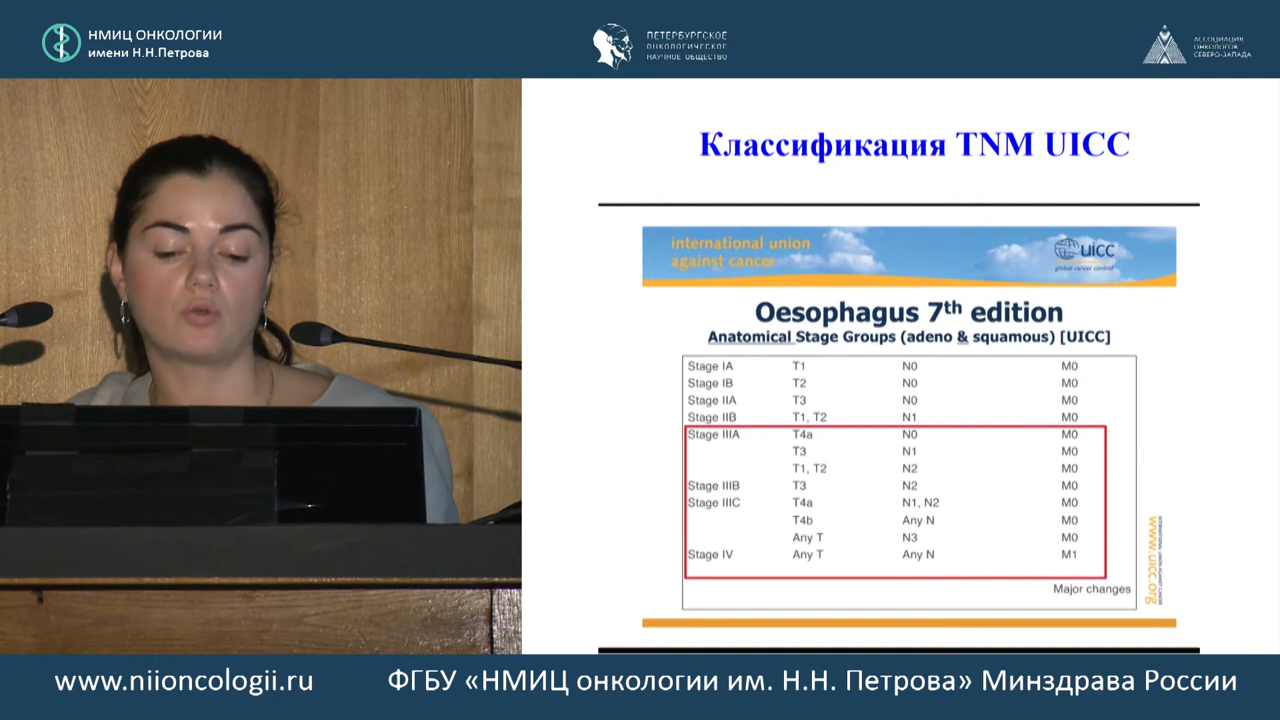 НМИЦ ОНКОЛОГИИ
имени Н.Н.Петрова
ПЕТЕРБУРГСКОЕ
ОНКОЛОГИЧЕСКОЕ
НАУЧНОЕ ОБЩЕСТВО
АССОЦИАЦИЯ
ОНКОЛОГОВ
СЕВЕРО-ЗАПАДА
Классификация TNM UICC
international union
against cancer
uicc
global cancer control
Oesophagus 7th edition
Anatomical Stage Groups (adeno & squamous) [UICC]
Stage IA T1 N0 M0
Stage IB T2 N0 M0
Stage IIA T3 N0 M0
Stage IIB T1, T2 N1 M0
Stage IIIA T4a N0 M0
T3 N1 M0
T1, T2 N2 M0
Stage IIIB T3 N2 M0
Stage IIIC T4a N1, N2 M0
T4b Any N M0
Any T N3 M0
Stage IV Any T Any N M1
Major changes
www.uicc.org
INTERNATIONAL UNION AGAINST CANCER
www.niioncologii.ru
ФГБУ «НМИЦ онкологии им. Н.Н. Петрова» Минздрава России